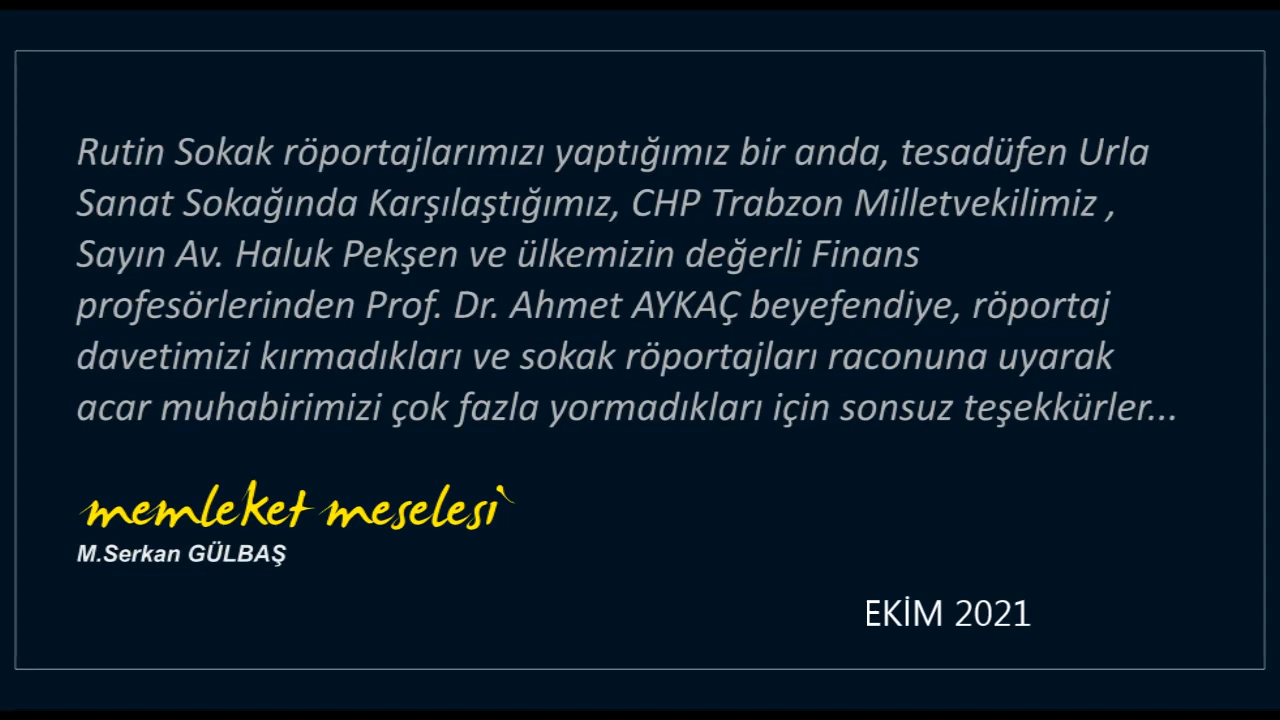 Rutin Sokak röportajlarımızı yaptığımız bir anda, tesadüfen Urla
Sanat Sokağında Karşılaştığımız, CHP Trabzon Milletvekilimiz ,
Sayın Av. Haluk Pekşen ve ülkemizin değerli Finans
profesörlerinden Prof. Dr. Ahmet AYKAÇ beyefendiye, röportaj
davetimizi kırmadıkları ve sokak röportajları raconuna uyarak
acar muhabirimizi çok fazla yormadıkları için sonsuz teşekkürler...
memleket meselesi
M.Serkan GÜLBAŞ
EKİM 2021